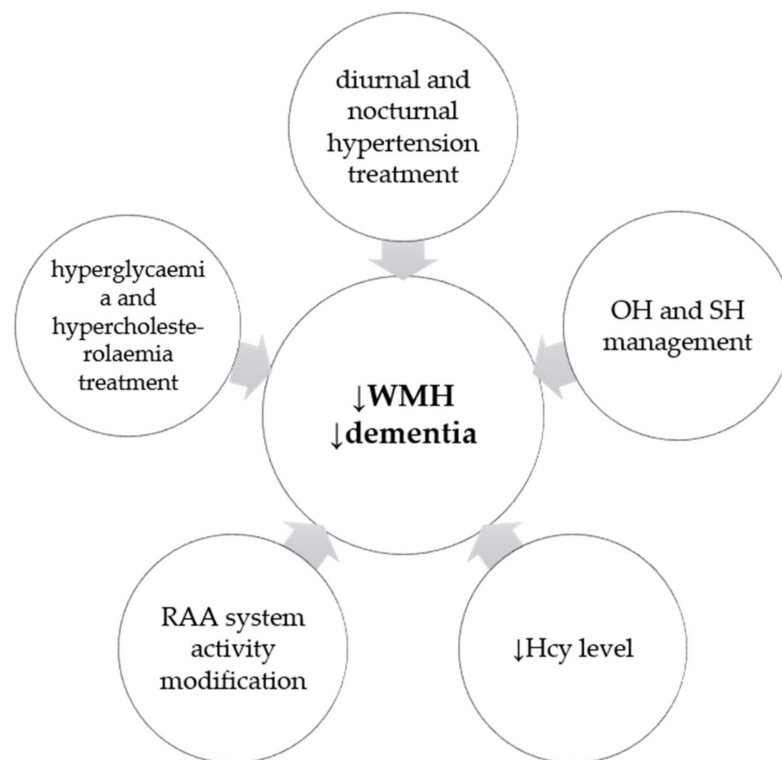 diurnal and
nocturnal
hypertension
treatment
hyperglycaemi
a and
hypercholeste-
rolaemia
treatment
OH and SH
management
↓WMH
↓dementia
RAA system
activity
modification
↓Hcy level